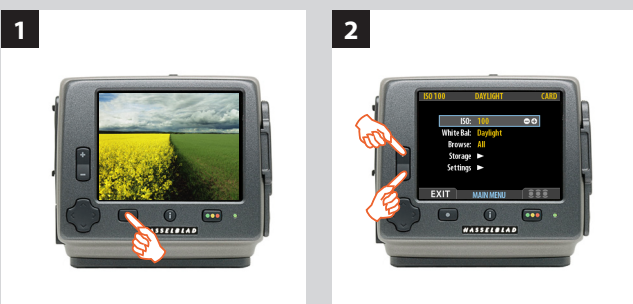 1
+
−
i
HASSELBLAD
2
ISO 100 DAYLIGHT CARD
ISO: 100
White Bal: Daylight
Browse: All
Storage ►
Settings ►
EXIT MAIN MENU
i
HASSELBLAD